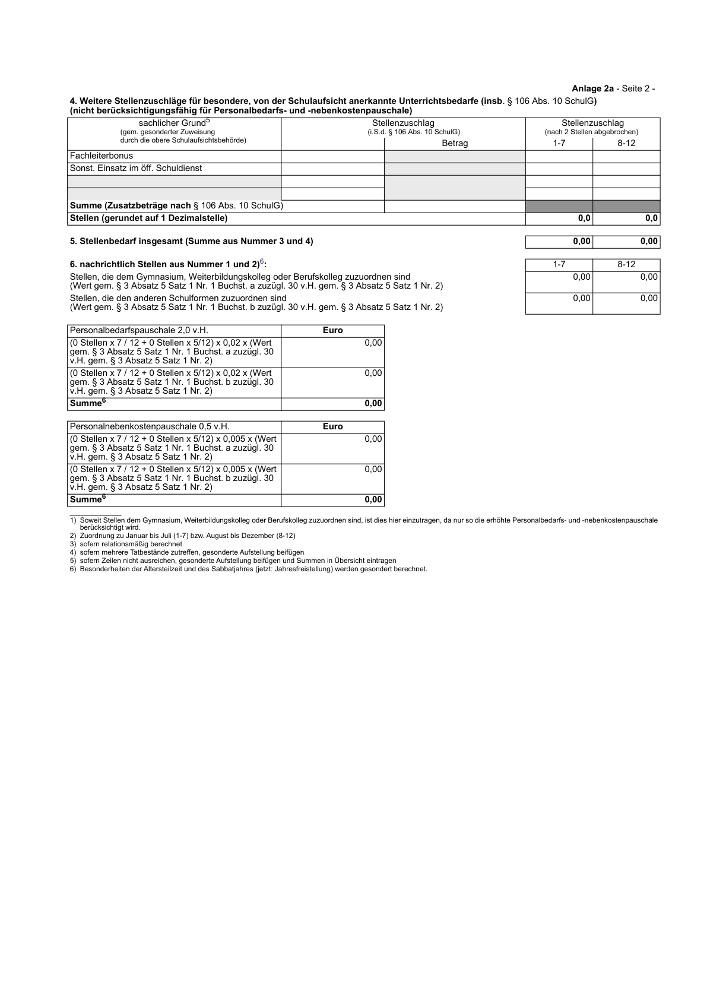 Anlage 2a - Seite 2 -
4. Weitere Stellenzuschläge für besondere, von der Schulaufsicht anerkannte Unterrichtsbedarfe (insb. § 106 Abs. 10 SchulG)
(nicht berücksichtigungsfähig für Personalbedarfs- und -nebenkostenpauschale)
sachlicher Grund5 Stellenzuschlag Stellenzuschlag
(gem. gesonderter Zuweisung (i.S.d. § 106 Abs. 10 SchulG) (nach 2 Stellen abgebrochen)
durch die obere Schulaufsichtsbehörde)
Betrag 1-7 8-12
Fachleiterbonus
Sonst. Einsatz im öff. Schuldienst
Summe (Zusatzbeträge nach § 106 Abs. 10 SchulG)
Stellen (gerundet auf 1 Dezimalstelle) 0,0 0,0
5. Stellenbedarf insgesamt (Summe aus Nummer 3 und 4) 0,00 0,00
6. nachrichtlich Stellen aus Nummer 1 und 2)6: 1-7 8-12
Stellen, die dem Gymnasium, Weiterbildungskolleg oder Berufskolleg zuzuordnen sind 0,00 0,00
(Wert gem. § 3 Absatz 5 Satz 1 Nr. 1 Buchst. a zuzügl. 30 v.H. gem. § 3 Absatz 5 Satz 1 Nr. 2)
Stellen, die den anderen Schulformen zuzuordnen sind 0,00 0,00
(Wert gem. § 3 Absatz 5 Satz 1 Nr. 1 Buchst. b zuzügl. 30 v.H. gem. § 3 Absatz 5 Satz 1 Nr. 2)
Personalbedarfspauschale 2,0 v.H. Euro
(0 Stellen x 7 / 12 + 0 Stellen x 5/12) x 0,02 x (Wert 0,00
gem. § 3 Absatz 5 Satz 1 Nr. 1 Buchst. a zuzügl. 30
v.H. gem. § 3 Absatz 5 Satz 1 Nr. 2)
(0 Stellen x 7 / 12 + 0 Stellen x 5/12) x 0,02 x (Wert 0,00
gem. § 3 Absatz 5 Satz 1 Nr. 1 Buchst. b zuzügl. 30
v.H. gem. § 3 Absatz 5 Satz 1 Nr. 2)
Summe6 0,00
Personalnebenkostenpauschale 0,5 v.H. Euro
(0 Stellen x 7 / 12 + 0 Stellen x 5/12) x 0,005 x (Wert 0,00
gem. § 3 Absatz 5 Satz 1 Nr. 1 Buchst. a zuzügl. 30
v.H. gem. § 3 Absatz 5 Satz 1 Nr. 2)
(0 Stellen x 7 / 12 + 0 Stellen x 5/12) x 0,005 x (Wert 0,00
gem. § 3 Absatz 5 Satz 1 Nr. 1 Buchst. b zuzügl. 30
v.H. gem. § 3 Absatz 5 Satz 1 Nr. 2)
Summe6 0,00
1) Soweit Stellen dem Gymnasium, Weiterbildungskolleg oder Berufskolleg zuzuordnen sind, ist dies hier einzutragen, da nur so die erhöhte Personalbedarfs- und -nebenkostenpauschale
berücksichtigt wird.
2) Zuordnung zu Januar bis Juli (1-7) bzw. August bis Dezember (8-12)
3) sofern relationsmäßig berechnet
4) sofern mehrere Tatbestände zutreffen, gesonderte Aufstellung beifügen
5) sofern Zeilen nicht ausreichen, gesonderte Aufstellung beifügen und Summen in Übersicht eintragen
6) Besonderheiten der Altersteilzeit und des Sabbatjahres (jetzt: Jahresfreistellung) werden gesondert berechnet.